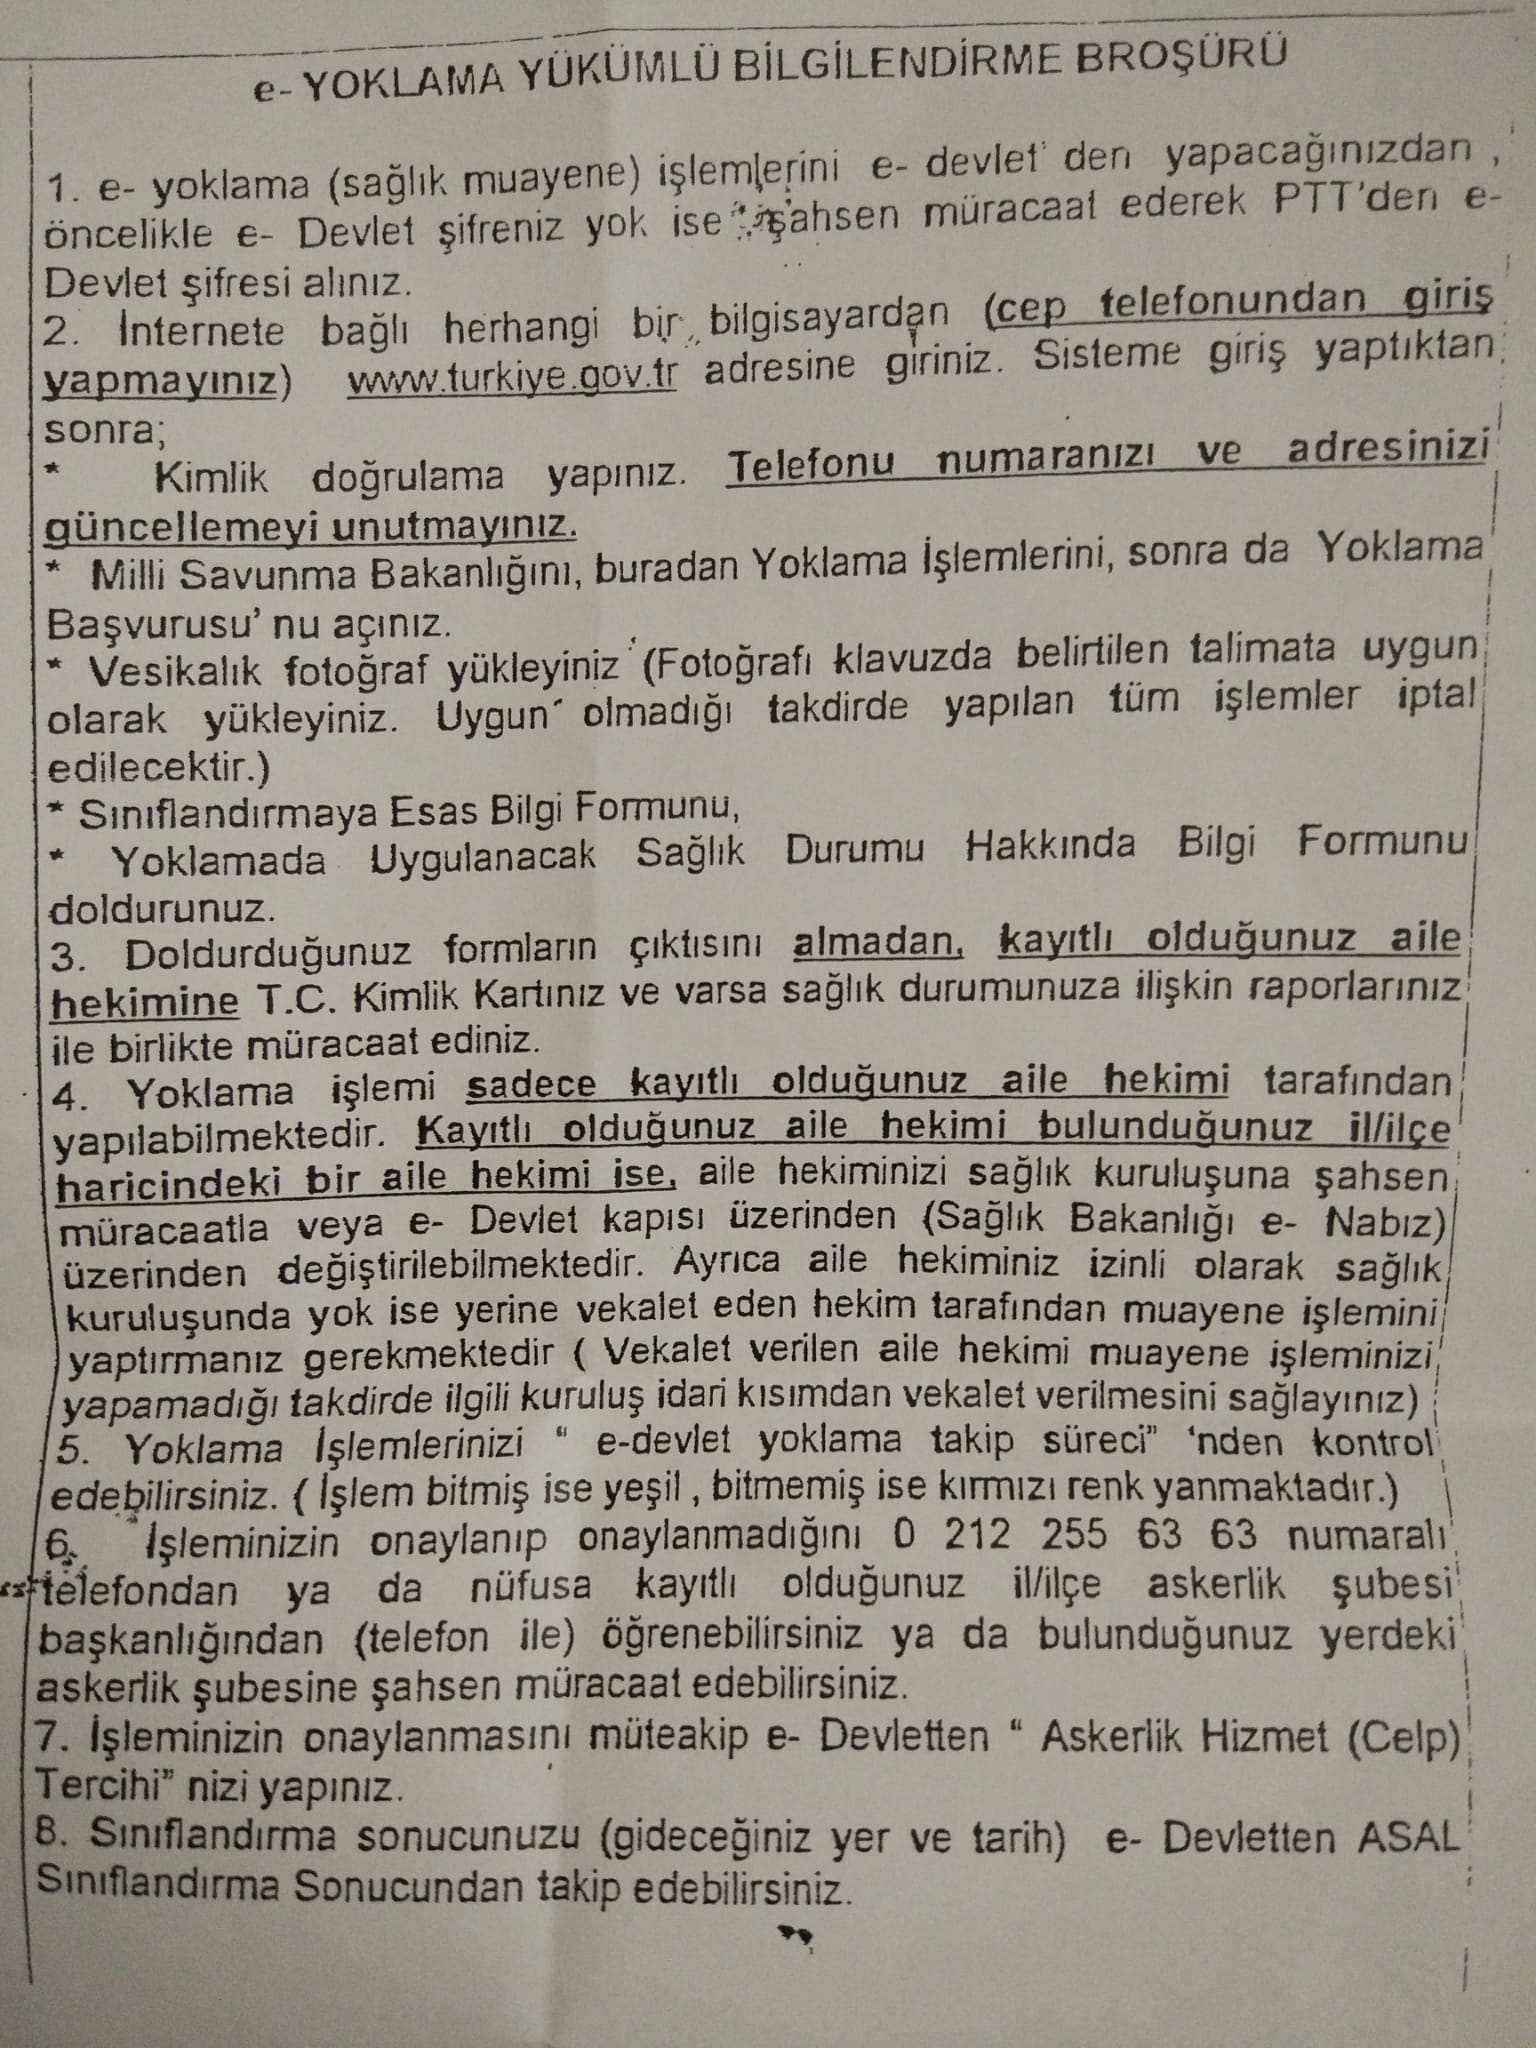 e- YOKLAMA YÜKÜMLÜ BİLGİLENDİRME BROŞÜRÜ
1. e- yoklama (sağlık muayene) işlemlerini e- devlet' den yapacağınızdan ,
öncelikle e- Devlet şifreniz yok ise şahsen müracaat ederek PTT'den e-
Devlet şifresi alınız.
2. İnternete bağlı herhangi bir bilgisayardan (cep telefonundan giriş
yapmayınız) www.turkiye.gov.tr adresine giriniz. Sisteme giriş yaptıktan
sonra;
* Kimlik doğrulama yapınız. Telefonu numaranızı ve adresinizi
güncellemeyi unutmayınız.
* Milli Savunma Bakanlığını, buradan Yoklama İşlemlerini, sonra da Yoklama
Başvurusu' nu açınız.
* Vesikalık fotoğraf yükleyiniz (Fotoğrafı klavuzda belirtilen talimata uygun
olarak yükleyiniz. Uygun olmadığı takdirde yapılan tüm işlemler iptal
edilecektir.)
* Sınıflandırmaya Esas Bilgi Formunu,
* Yoklamada Uygulanacak Sağlık Durumu Hakkında Bilgi Formunu
doldurunuz.
3. Doldurduğunuz formların çıktısını almadan, kayıtlı olduğunuz aile
hekimine T.C. Kimlik Kartınız ve varsa sağlık durumunuza ilişkin raporlarınız
ile birlikte müracaat ediniz.
4. Yoklama işlemi sadece kayıtlı olduğunuz aile hekimi tarafından
yapılabilmektedir. Kayıtlı olduğunuz aile hekimi bulunduğunuz il/ilçe
haricindeki bir aile hekimi ise, aile hekiminizi sağlık kuruluşuna şahsen
müracaatla veya e- Devlet kapısı üzerinden (Sağlık Bakanlığı e- Nabız)
üzerinden değiştirilebilmektedir. Ayrıca aile hekiminiz izinli olarak sağlık
kuruluşunda yok ise yerine vekalet eden hekim tarafından muayene işlemini
yaptırmanız gerekmektedir ( Vekalet verilen aile hekimi muayene işleminizi
yapamadığı takdirde ilgili kuruluş idari kısımdan vekalet verilmesini sağlayınız)
5. Yoklama İşlemlerinizi “ e-devlet yoklama takip süreci” ‘nden kontrol
edebilirsiniz. ( İşlem bitmiş ise yeşil , bitmemiş ise kırmızı renk yanmaktadır.)
6. İşleminizin onaylanıp onaylanmadığını 0 212 255 63 63 numaralı
telefondan ya da nüfusa kayıtlı olduğunuz il/ilçe askerlik şubesi
başkanlığından (telefon ile) öğrenebilirsiniz ya da bulunduğunuz yerdeki
askerlik şubesine şahsen müracaat edebilirsiniz.
7. İşleminizin onaylanmasını müteakip e- Devletten “ Askerlik Hizmet (Celp)
Tercihi” nizi yapınız.
8. Sınıflandırma sonucunuzu (gideceğiniz yer ve tarih) e- Devletten ASAL
Sınıflandırma Sonucundan takip edebilirsiniz.